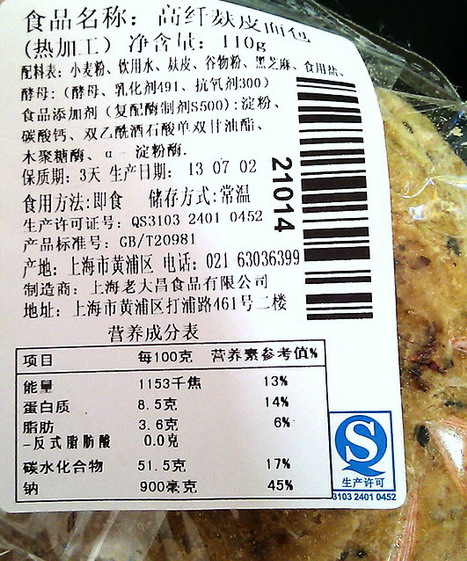 食品名称：高纤麸皮面包
(热加工) 净含量：110g
配料表：小麦粉、饮用水、麸皮、谷物粉、黑芝麻、食用盐、
酵母：(酵母、乳化剂491、抗氧剂300)
食品添加剂（复配酶制剂S500）：淀粉、
碳酸钙、双乙酰酒石酸单双甘油酯、
木聚糖酶、α-淀粉酶.
保质期：3天 生产日期： 13 07 02
食用方法：即食 储存方式：常温
生产许可证号：QS3103 2401 0452
产品标准号：GB/T20981
产地：上海市黄浦区 电话：021 63036399
制造商：上海老大昌食品有限公司
地址：上海市黄浦区打浦路461号二楼
21014
营养成分表
项目 每100克 营养素参考值%
能量 1153千焦 13%
蛋白质 8.5克 14%
脂肪 3.6克 6%
-反式脂肪酸 0.0克
碳水化合物 51.5克 17%
钠 900毫克 45%
QS
生产许可
3103 2401 0452